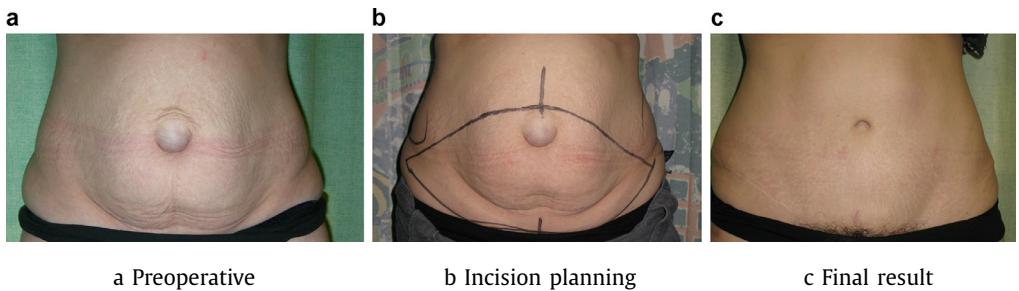 a
b
c
a Preoperative
b Incision planning
c Final result